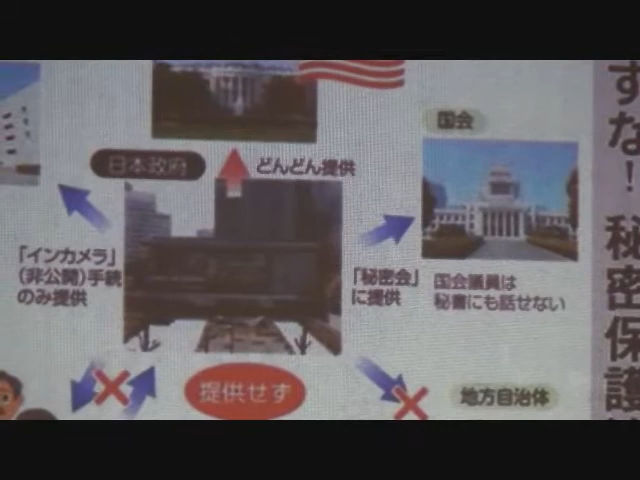 国会
日本政府
どんどん提供
「インカメラ」
(非公開)手続
のみ提供
「秘密会」
に提供
国会議員は
秘書にも話せない
提供せず
地方自治体
すな！秘密保護